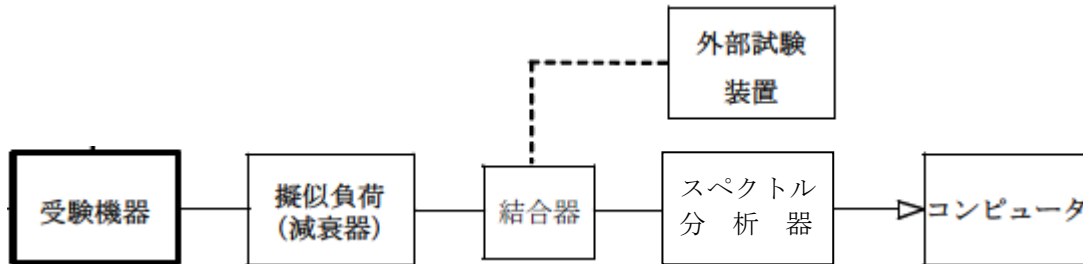 外部試験
装置
受験機器
擬似負荷
(減衰器)
結合器
スペクトル
分 析 器
コンピュータ